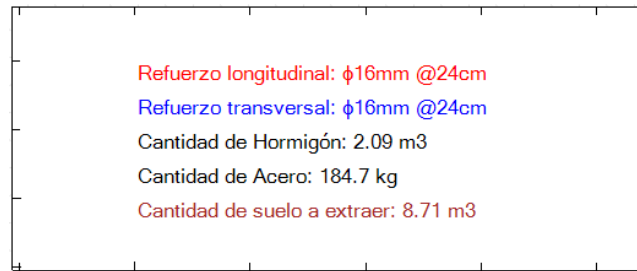 Refuerzo longitudinal: ϕ16mm @24cm
Refuerzo transversal: ϕ16mm @24cm
Cantidad de Hormigón: 2.09 m3
Cantidad de Acero: 184.7 kg
Cantidad de suelo a extraer: 8.71 m3